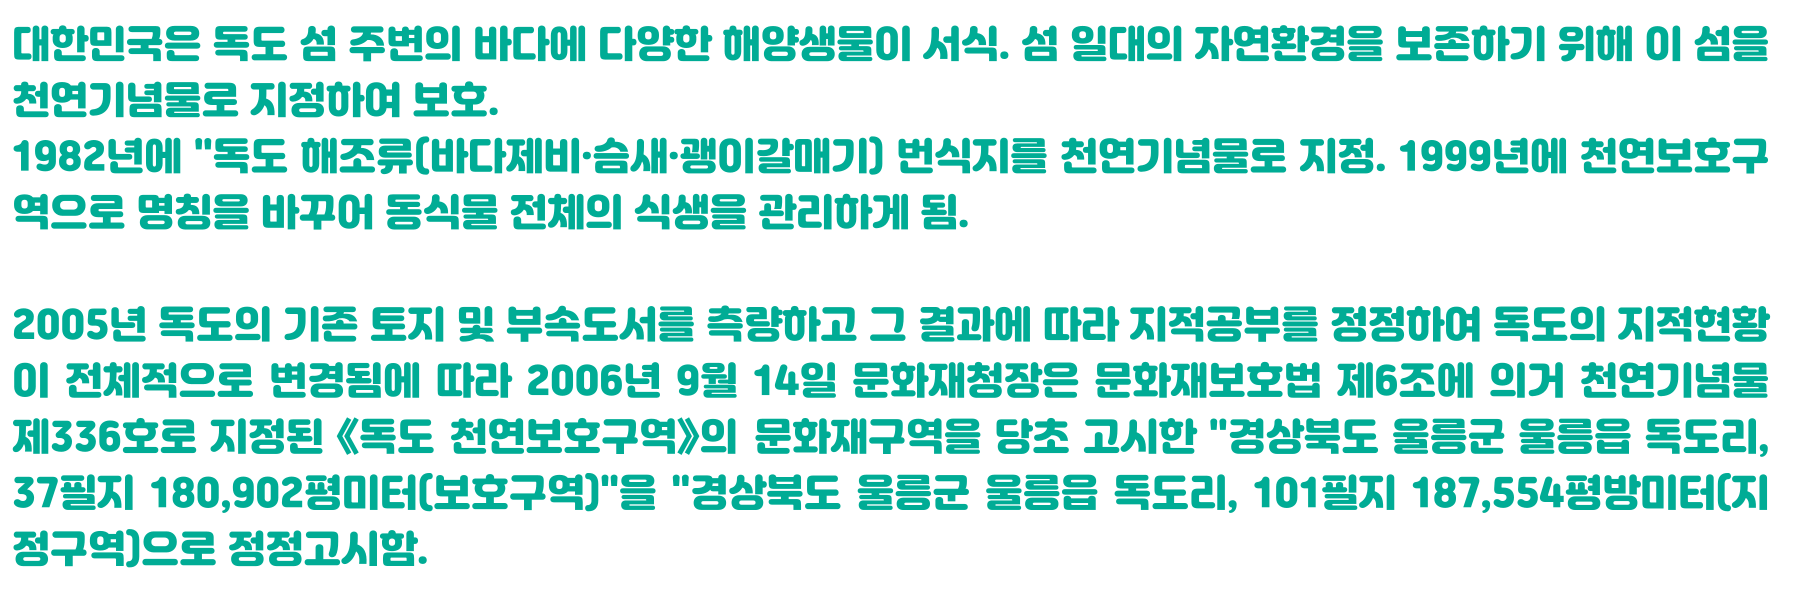 대한민국은 독도 섬 주변의 바다에 다양한 해양생물이 서식. 섬 일대의 자연환경을 보존하기 위해 이 섬을
천연기념물로 지정하여 보호.
1982년에 "독도 해조류(바다제비·슴새·괭이갈매기) 번식지를 천연기념물로 지정. 1999년에 천연보호구
역으로 명칭을 바꾸어 동식물 전체의 식생을 관리하게 됨.
2005년 독도의 기존 토지 및 부속도서를 측량하고 그 결과에 따라 지적공부를 정정하여 독도의 지적현황
이 전체적으로 변경됨에 따라 2006년 9월 14일 문화재청장은 문화재보호법 제6조에 의거 천연기념물
제336호로 지정된 《독도 천연보호구역》의 문화재구역을 당초 고시한 "경상북도 울릉군 울릉읍 독도리,
37필지 180,902평미터(보호구역)"을 "경상북도 울릉군 울릉읍 독도리, 101필지 187,554평방미터(지
정구역)으로 정정고시함.